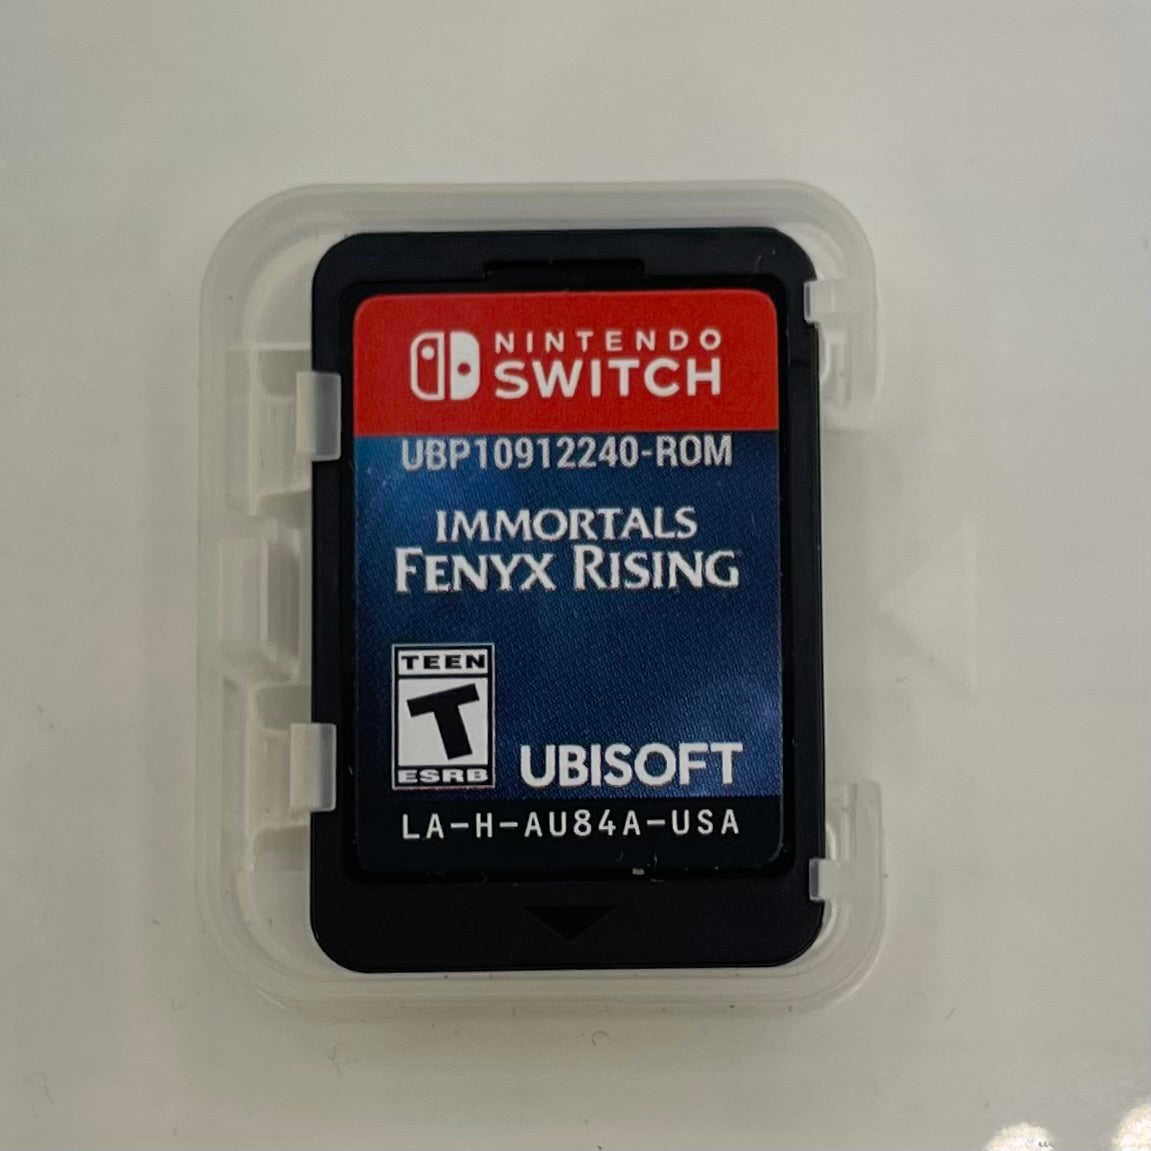 NINTENDO
SWITCH
UBP10912240-ROM
IMMORTALS
FENYX RISING
TEEN
T
ESRB
UBISOFT
LA-H-AU84A-USA